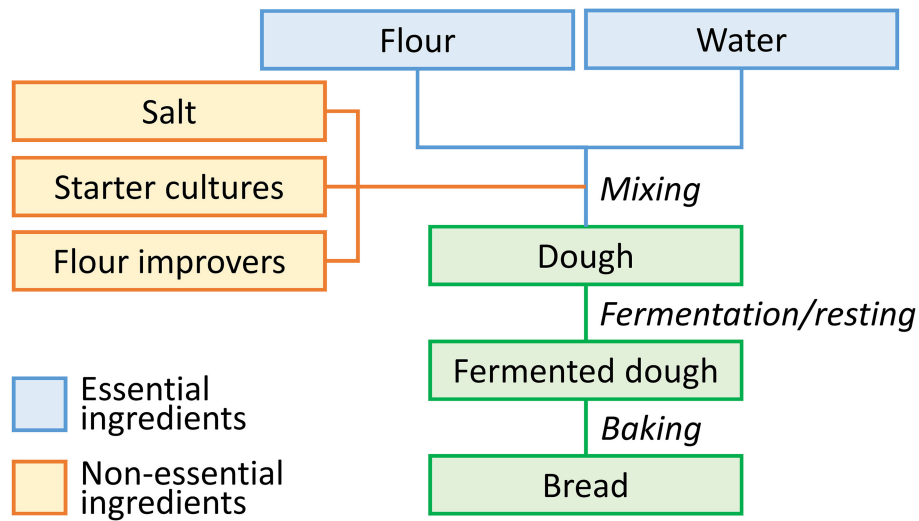 Flour
Water
Salt
Starter cultures
Mixing
Flour improvers
Dough
Fermentation/resting
Fermented dough
Essential
ingredients
Baking
Non-essential
ingredients
Bread